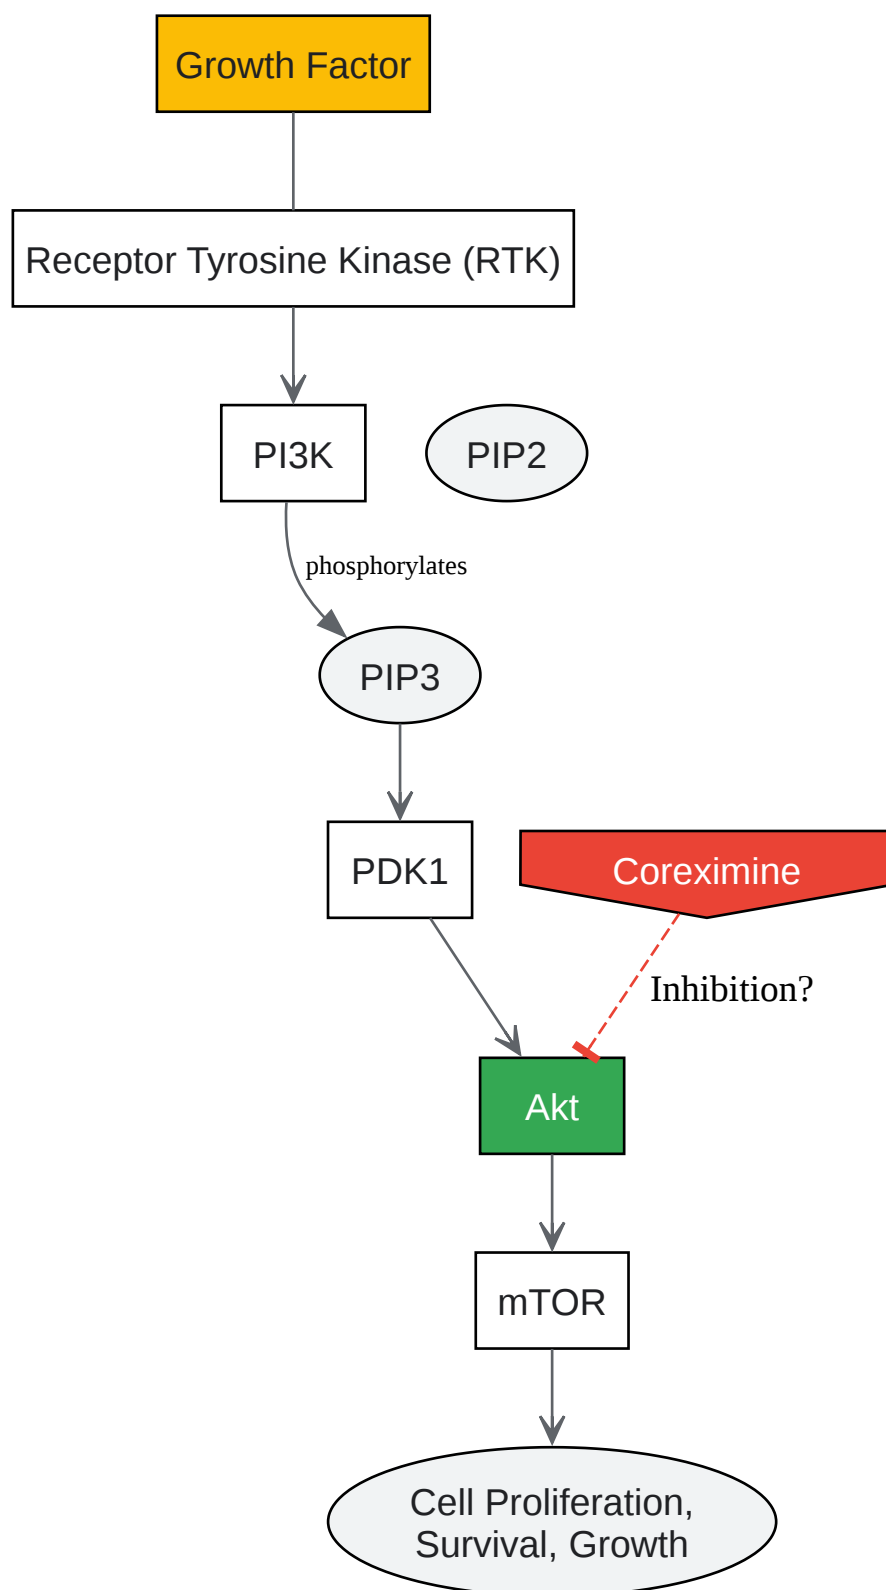 Growth Factor
Receptor Tyrosine Kinase (RTK)
PI3K
PIP2
phosphorylates
PIP3
PDK1
Coreximine
Inhibition?
Akt
mTOR
Cell Proliferation,
Survival, Growth